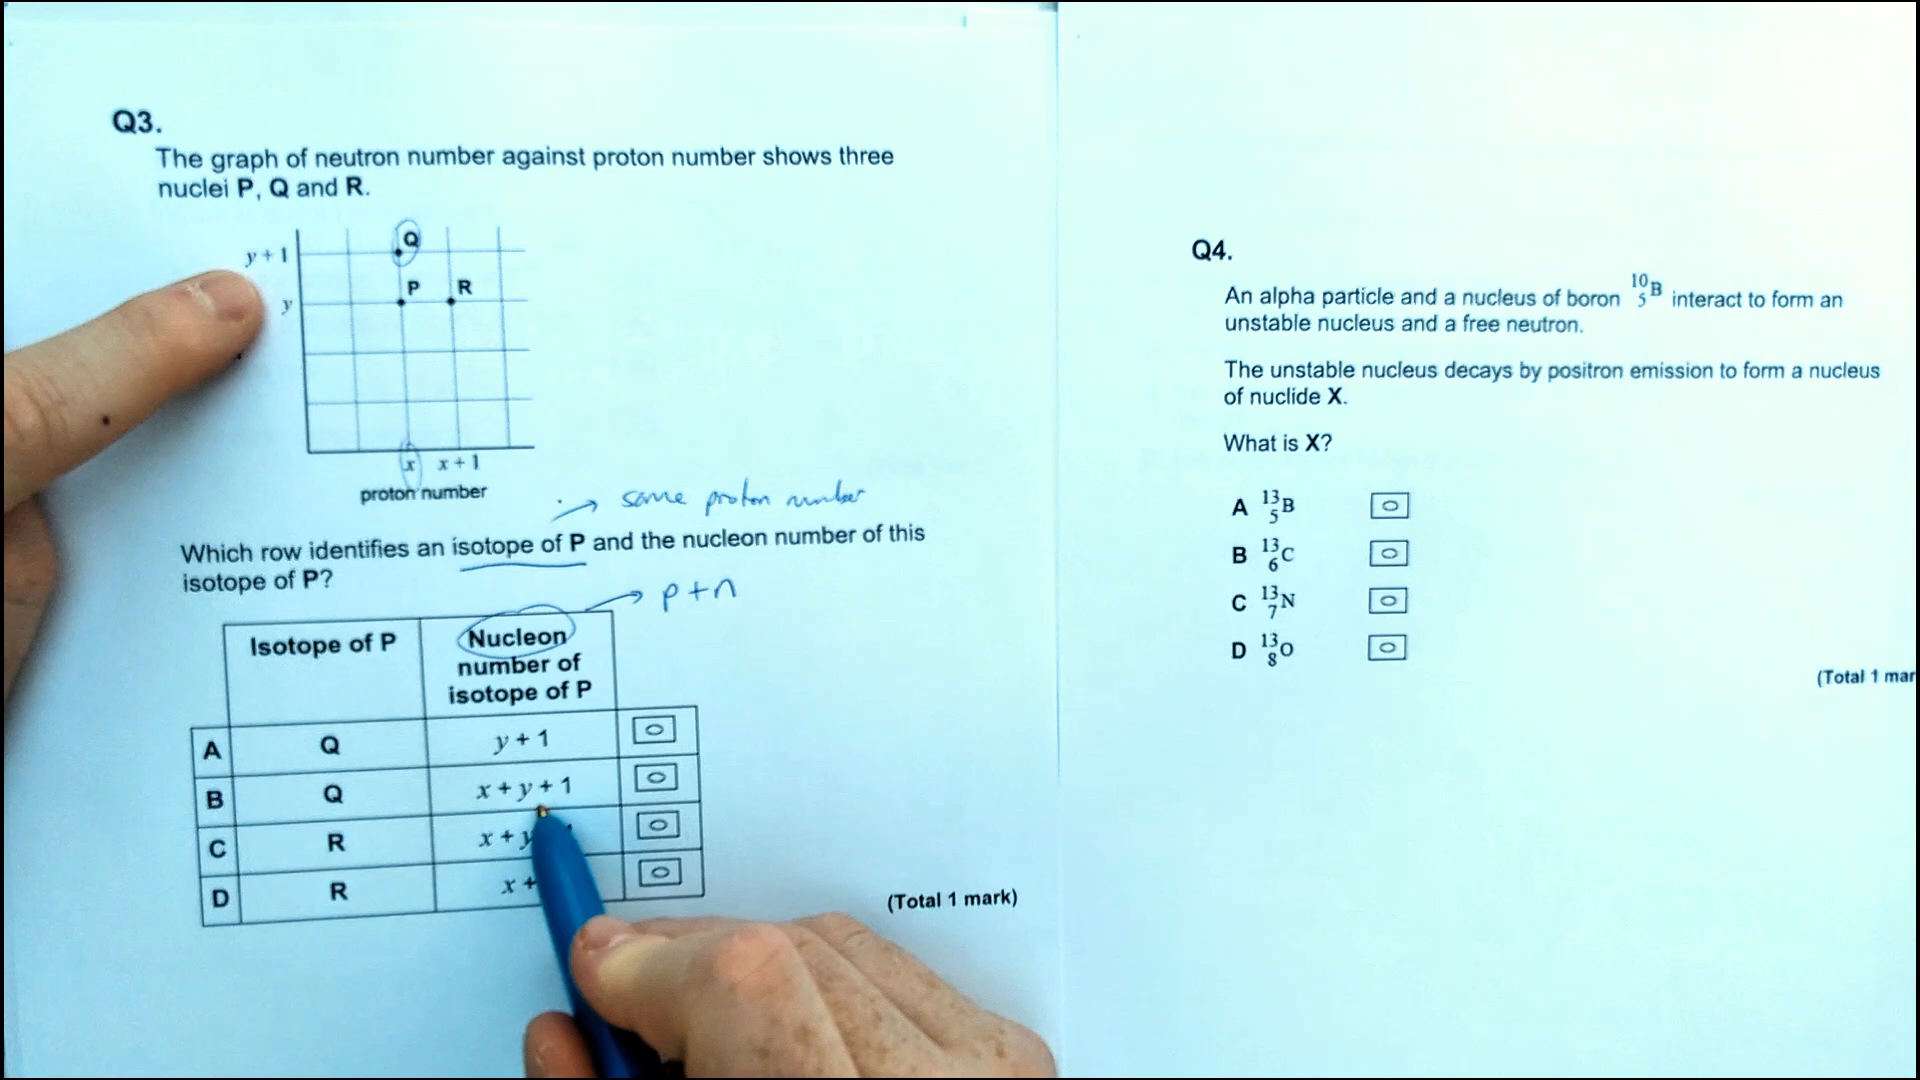 Q3.
The graph of neutron number against proton number shows three
nuclei P, Q and R.
y + 1
Q
y
P R
x x + 1
proton number
same proton number
Which row identifies an isotope of P and the nucleon number of this
isotope of P?
p+n
Isotope of P
Nucleon
number of
isotope of P
A Q y + 1
B Q x + y + 1
C R x + y
D R x +
(Total 1 mark)
Q4.
An alpha particle and a nucleus of boron ¹⁰₅B interact to form an
unstable nucleus and a free neutron.
The unstable nucleus decays by positron emission to form a nucleus
of nuclide X.
What is X?
A ¹³₅B
B ¹³₆C
C ¹³₇N
D ¹³₈O
(Total 1 mar